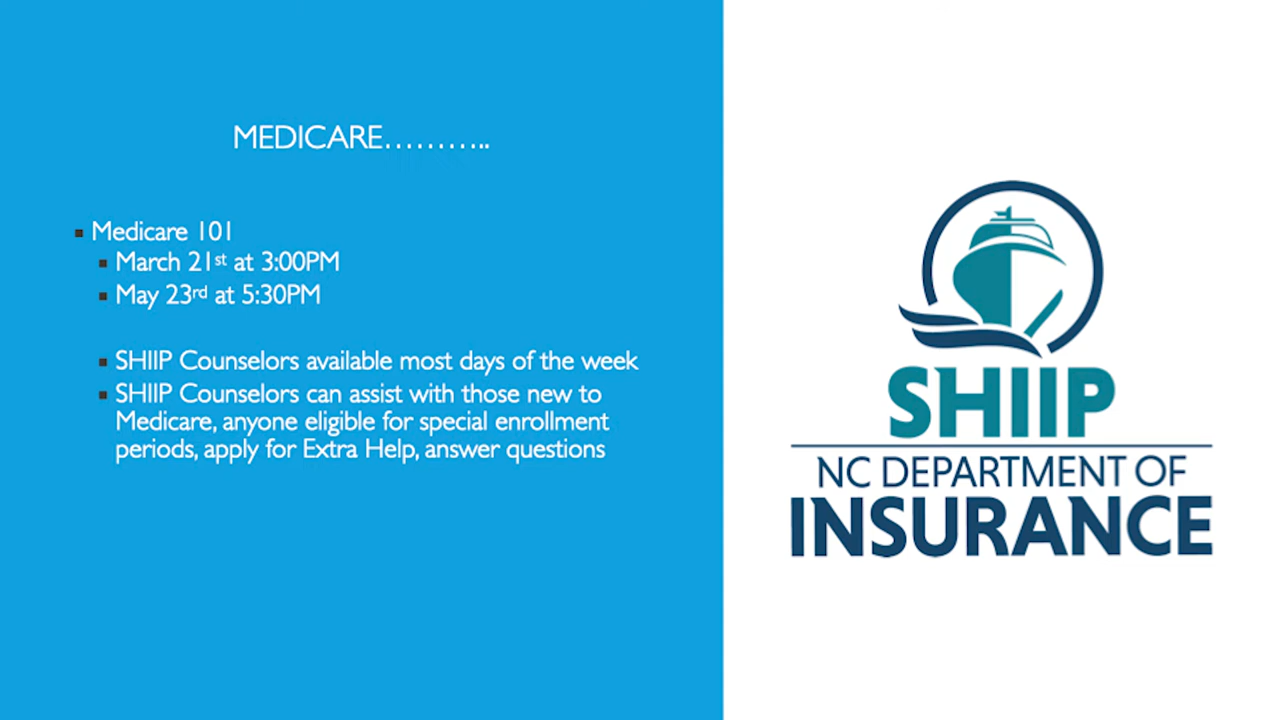 MEDICARE………..
▪ Medicare 101
▪ March 21st at 3:00PM
▪ May 23rd at 5:30PM
▪ SHIIP Counselors available most days of the week
▪ SHIIP Counselors can assist with those new to
Medicare, anyone eligible for special enrollment
periods, apply for Extra Help, answer questions
SHIIP
NC DEPARTMENT OF
INSURANCE